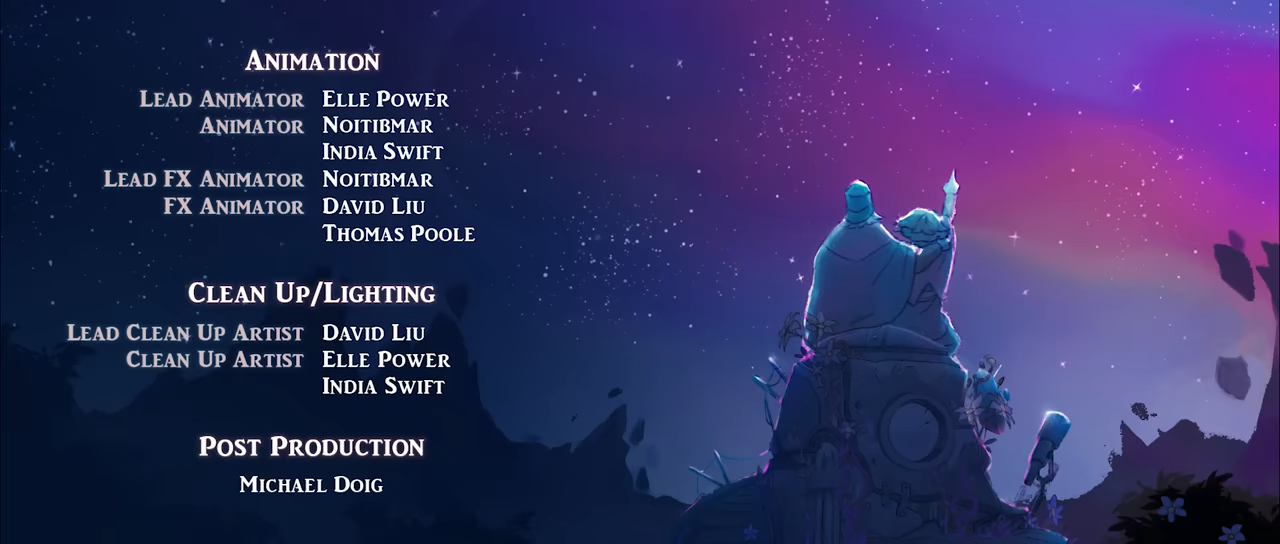 Animation
Lead Animator Elle Power
Animator Noitibmar
India Swift
Lead FX Animator Noitibmar
FX Animator David Liu
Thomas Poole
Clean Up/Lighting
Lead Clean Up Artist David Liu
Clean Up Artist Elle Power
India Swift
Post Production
Michael Doig